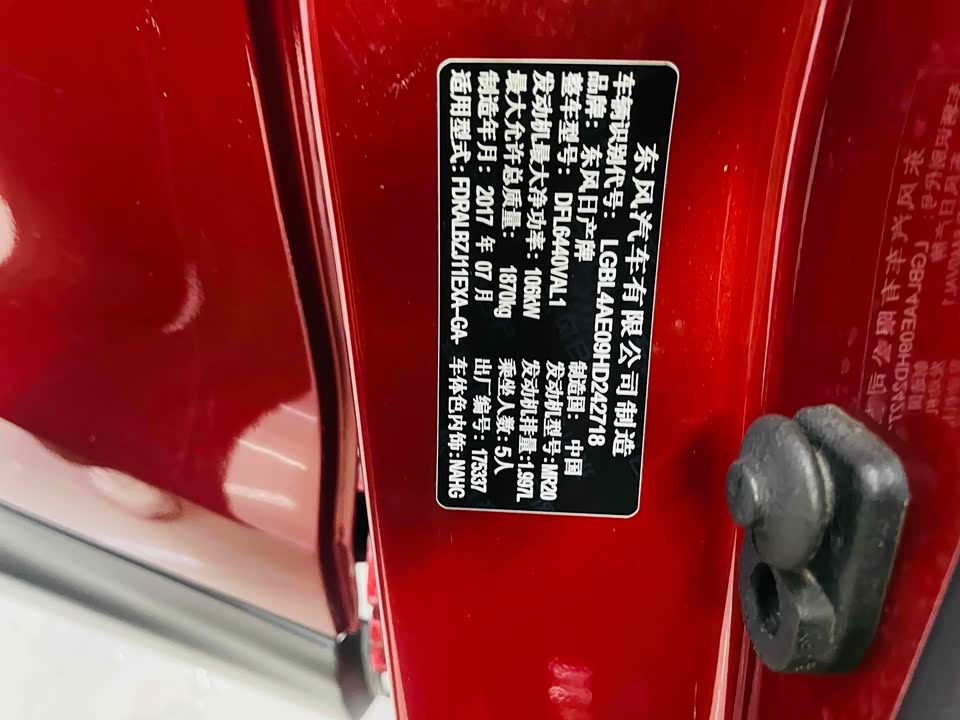 东风汽车有限公司制造
车辆识别代号: LGBL4AE09HD242718
品牌: 东风日产牌 制造国: 中国
整车型号: DFL6440VAL1 发动机型号:MR20
发动机最大净功率: 106kW 发动机排量:1.997L
最大允许总质量: 1870kg 乘坐人数: 5人
制造年月: 2017 年 07 月 出厂编号: 175337
适用型式: FDRALBZJ11EXA-GA- 车体色内饰:NAHG